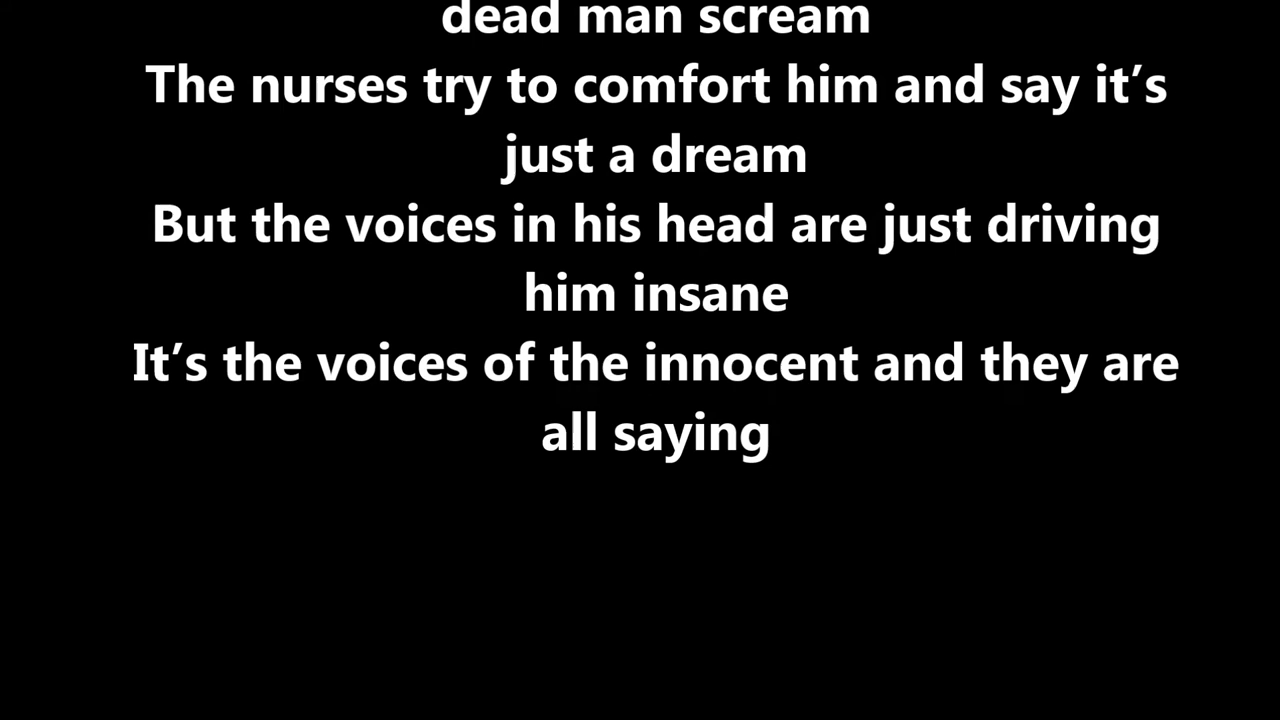 dead man scream
The nurses try to comfort him and say it’s
just a dream
But the voices in his head are just driving
him insane
It’s the voices of the innocent and they are
all saying